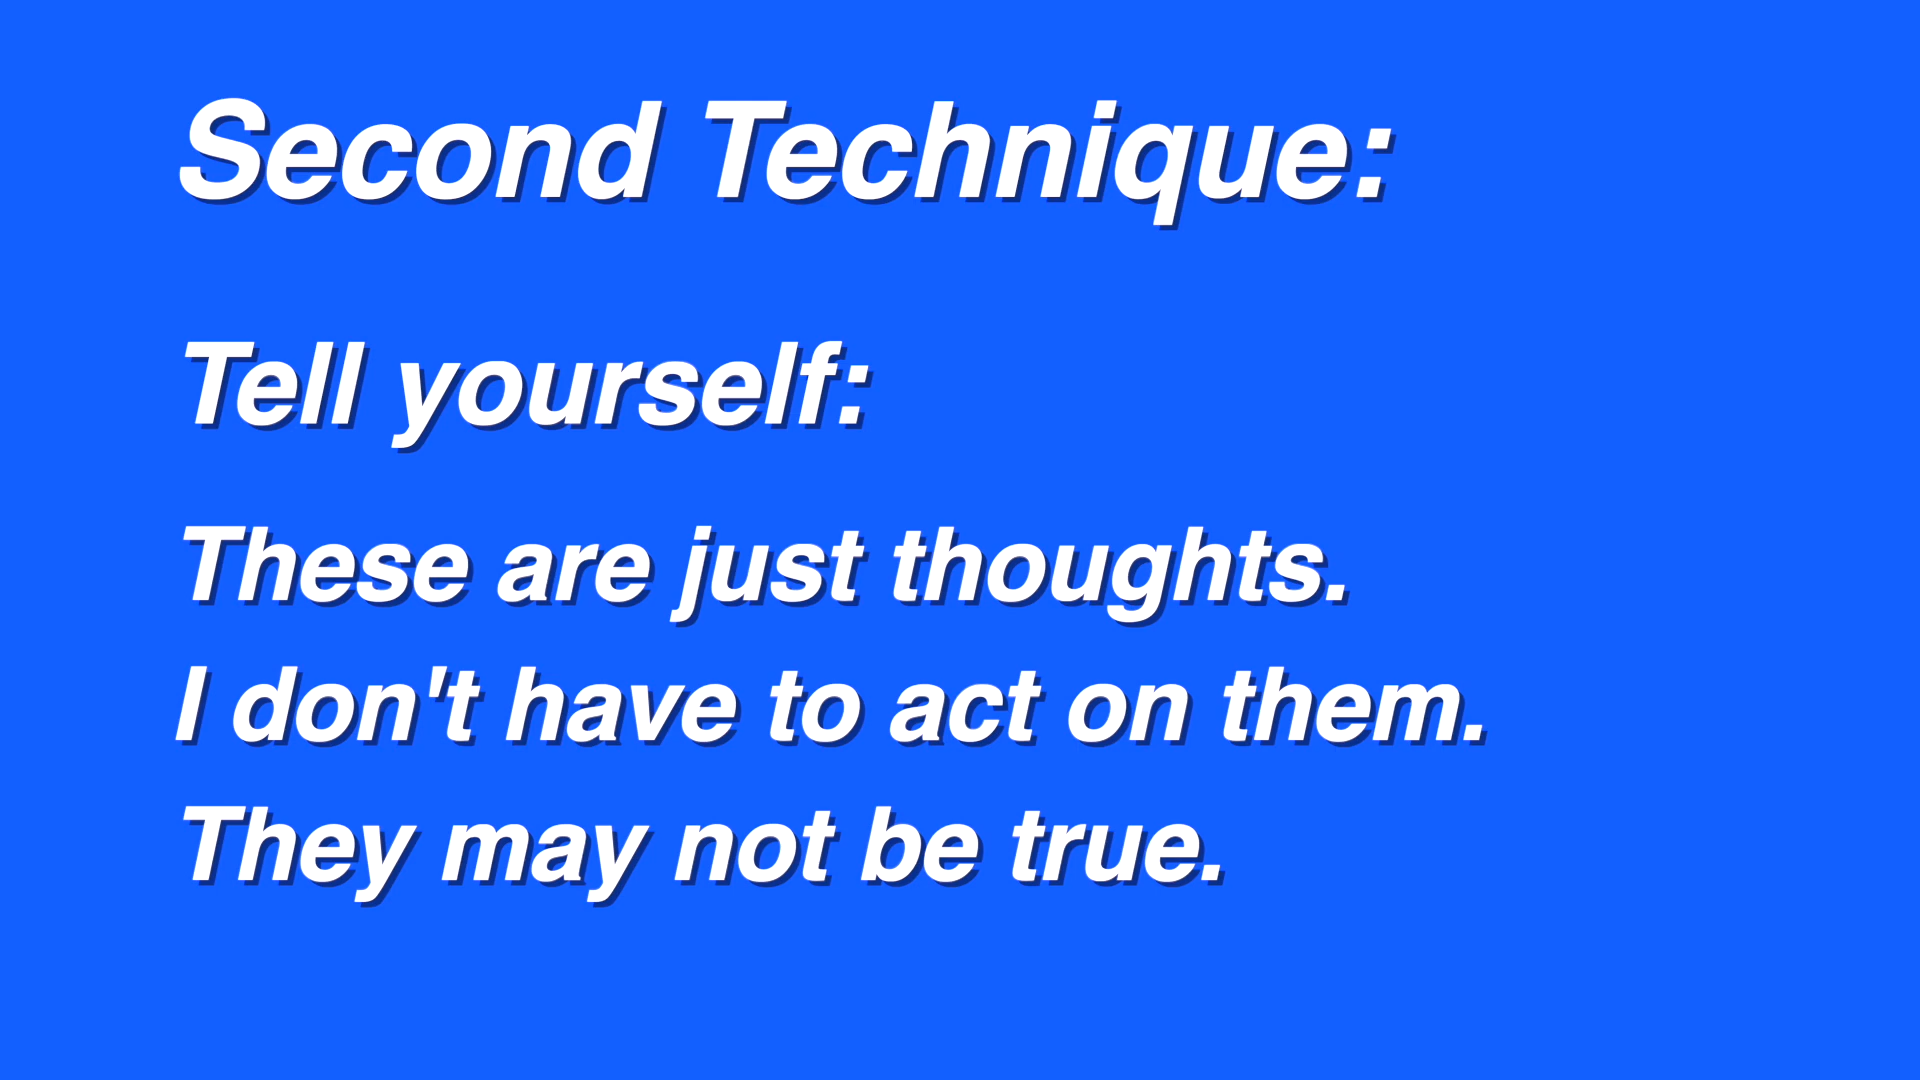 Second Technique:
Tell yourself:
These are just thoughts.
I don't have to act on them.
They may not be true.